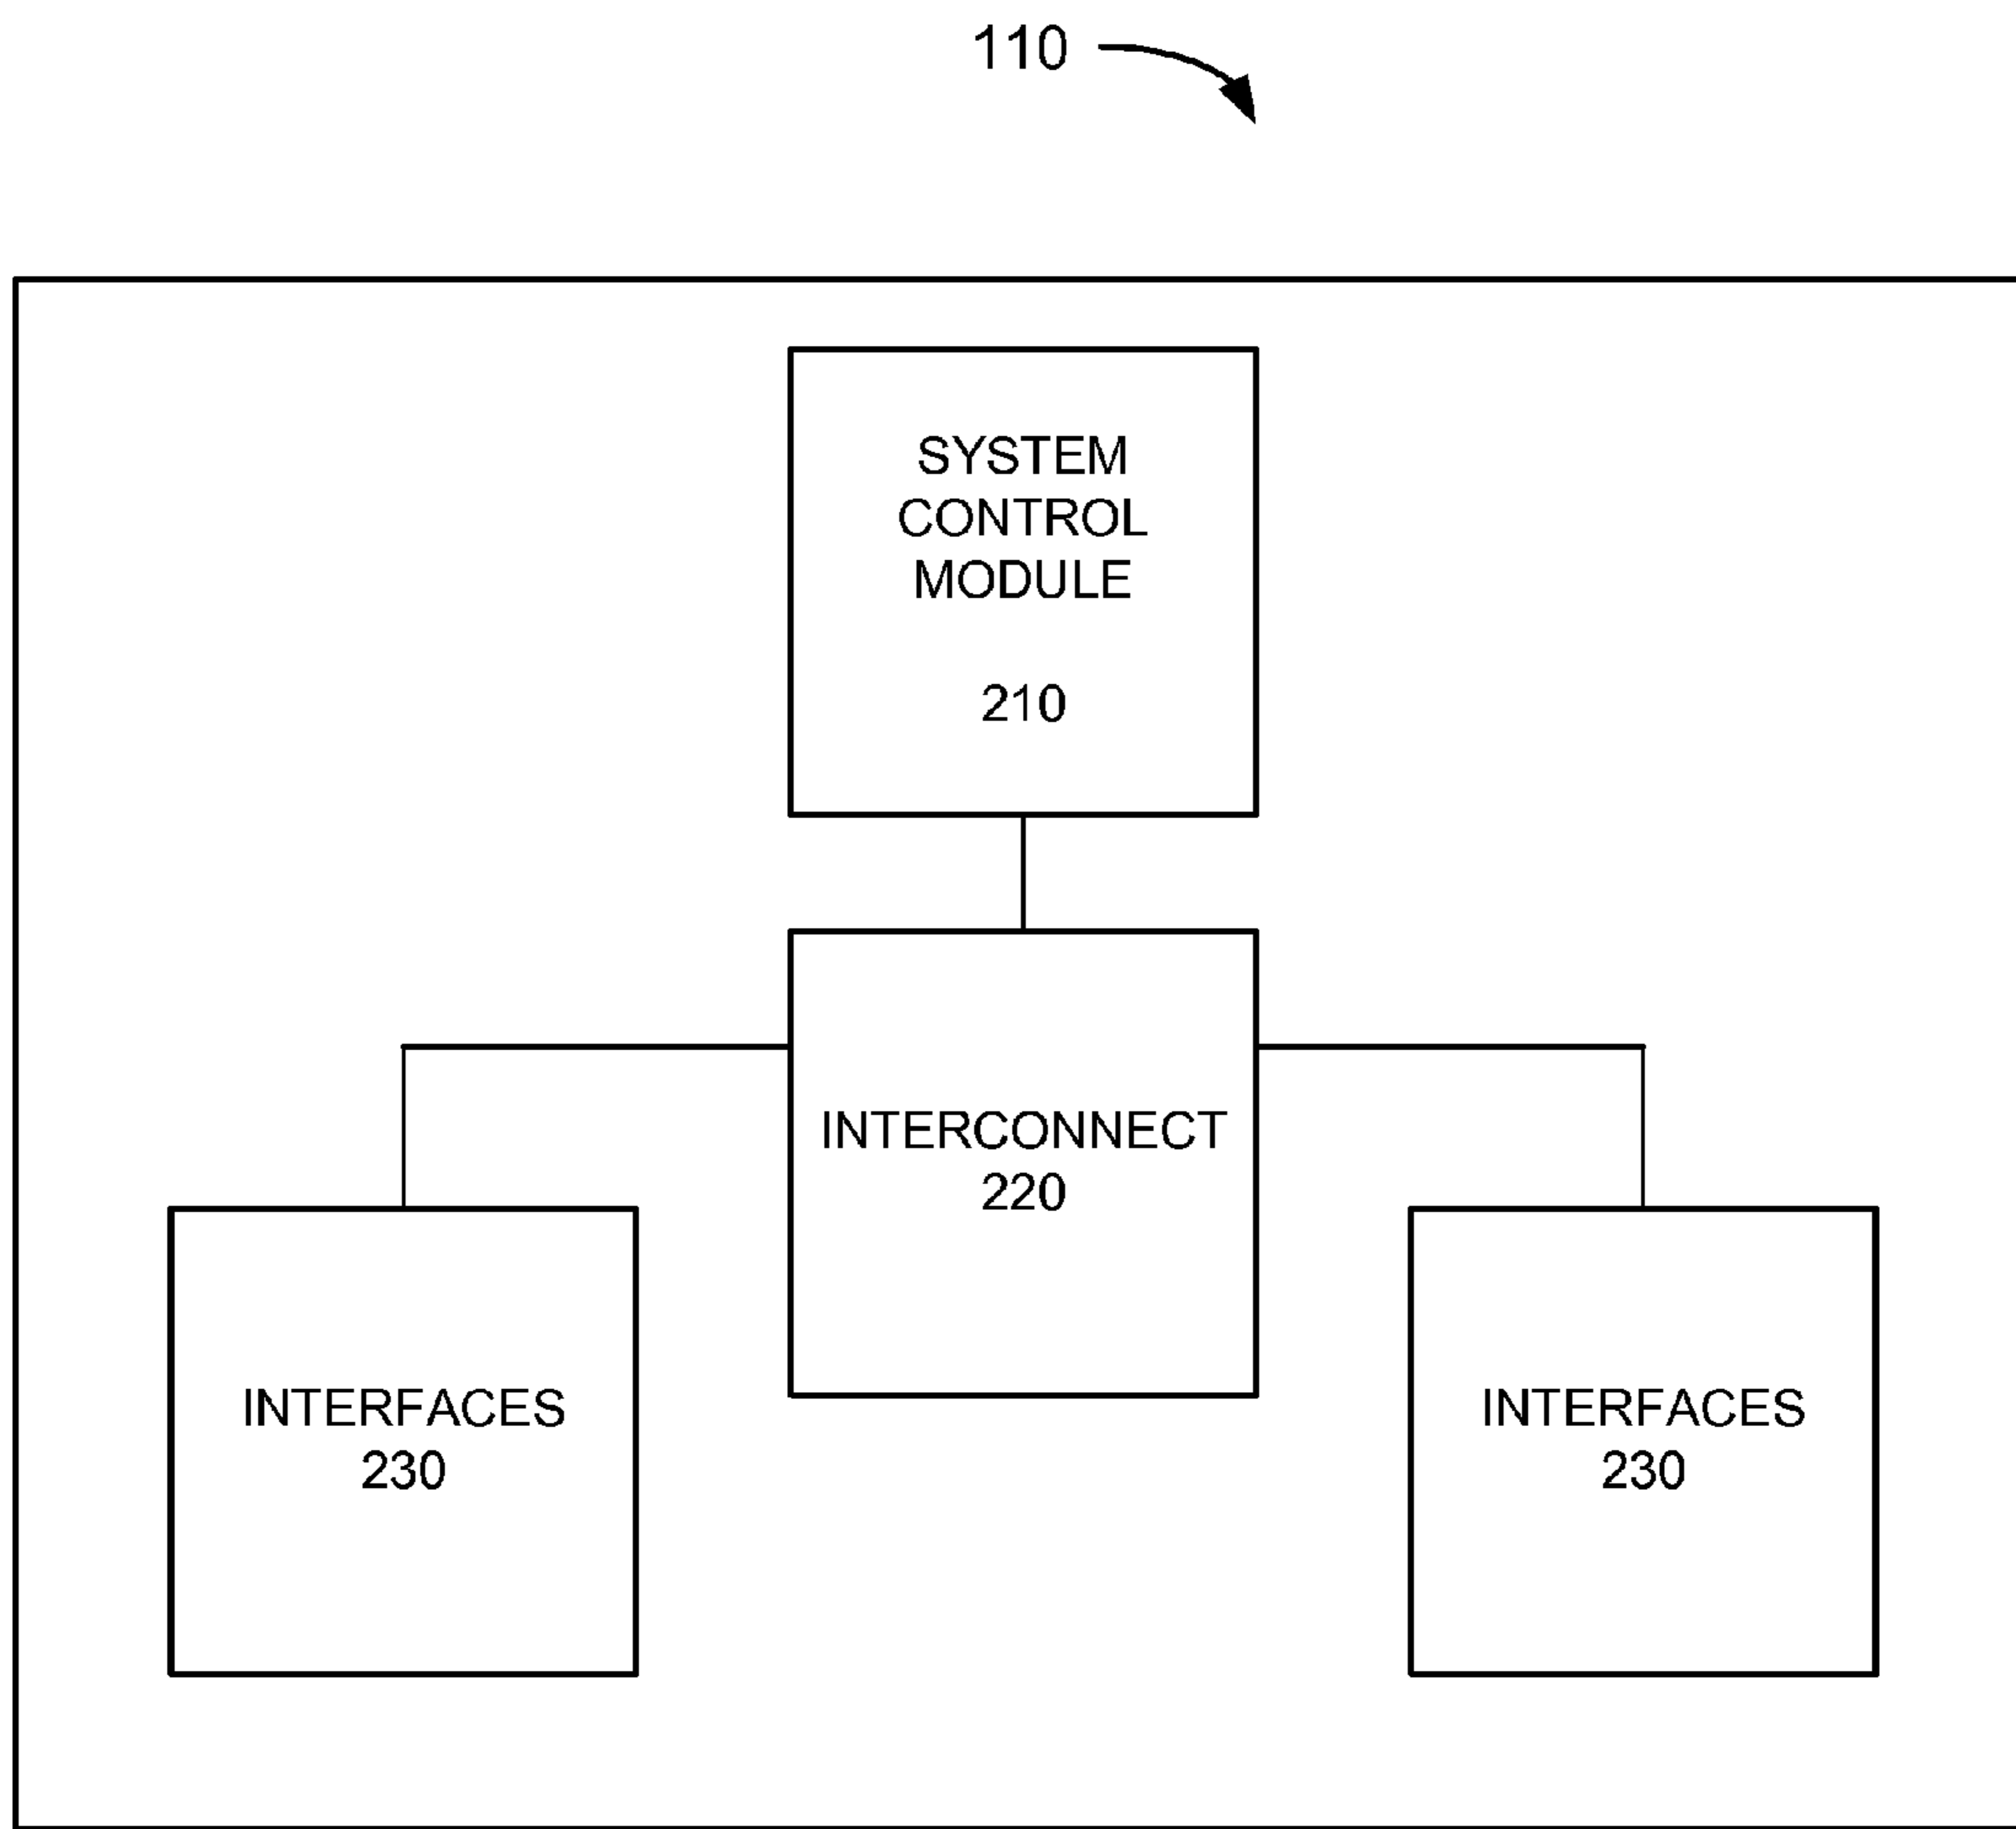 110
SYSTEM
CONTROL
MODULE
210
INTERCONNECT
220
INTERFACES
230
INTERFACES
230